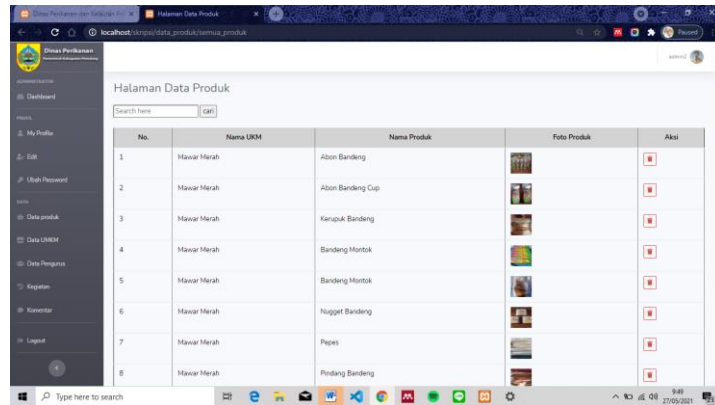 Dinas Perikanan dan Kelautan
Halaman Data Produk
localhost/skripsi/data_produk/semua_produk
Paused
Dinas Perikanan
admin2
ADMINISTRATOR
Dashboard
PROFIL
My Profile
Edit
Ubah Password
DATA
Data produk
Data UMKM
Data Pengurus
Kegiatan
Komentar
Logout
Halaman Data Produk
Search here
cari
No. Nama UKM Nama Produk Foto Produk Aksi
1 Mawar Merah Abon Bandeng
2 Mawar Merah Abon Bandeng Cup
3 Mawar Merah Kerupuk Bandeng
4 Mawar Merah Bandeng Montok
5 Mawar Merah Bandeng Montok
6 Mawar Merah Nugget Bandeng
7 Mawar Merah Pepes
8 Mawar Merah Pindang Bandeng
Type here to search
9:49
27/05/2021